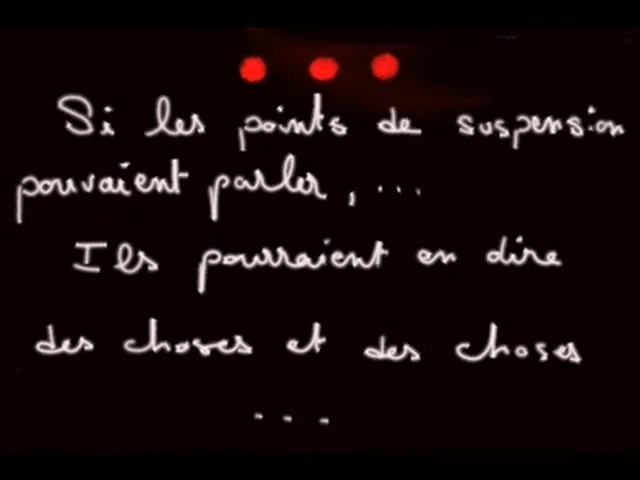 Si les points de suspension
pouvaient parler, ...
Ils pourraient en dire
des choses et des choses
...